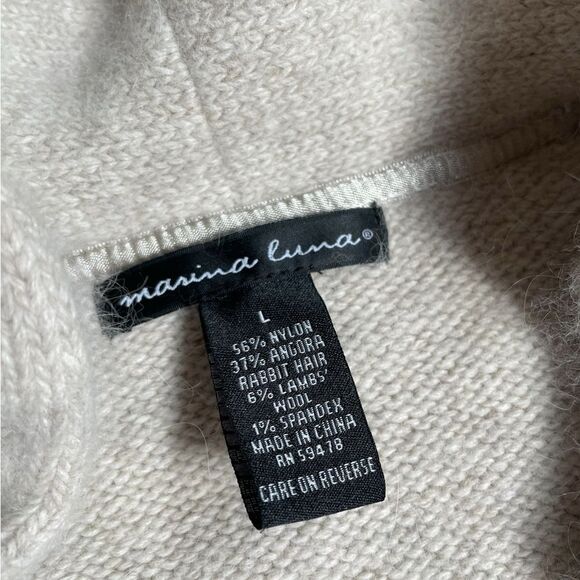 marina luna®
L
56% NYLON
37% ANGORA
RABBIT HAIR
6% LAMBS'
WOOL
1% SPANDEX
MADE IN CHINA
RN 59478
CARE ON REVERSE